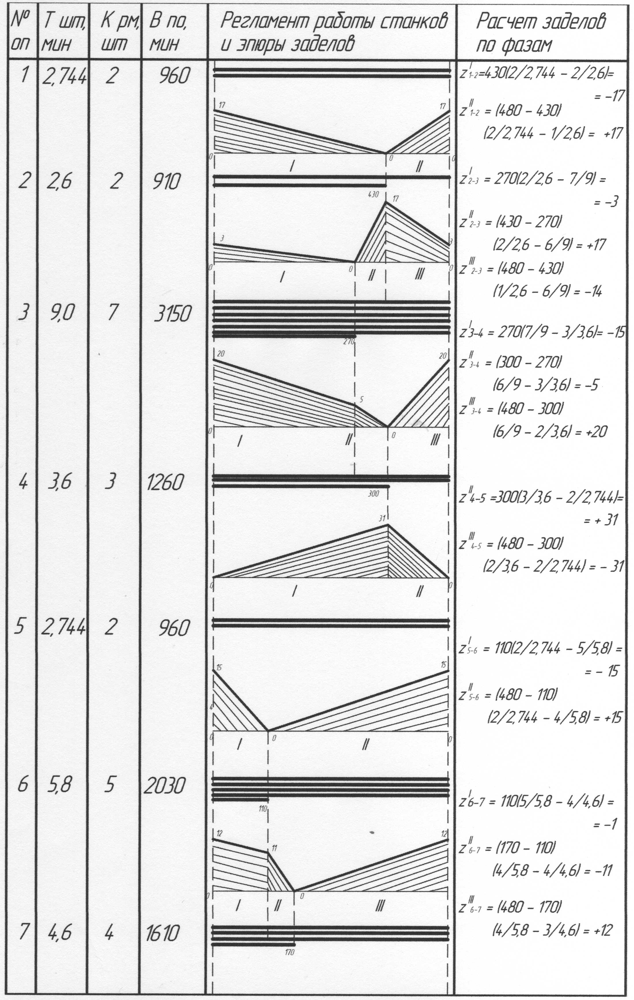 № оп
Т шт, мин
К рм, шт
В по, мин
Регламент работы станков
и эпюры заделов
Расчет заделов
по фазам
1
2,744
2
960
17
17
0
0
0
I
II
z I 1-2=430(2/2,744 – 2/2,6)=
= –17
z II 1-2 = (480 – 430)
(2/2,744 – 1/2,6) = +17
2
2,6
2
910
430
17
3
3
0
0
0
I
II
III
z I 2-3 = 270(2/2,6 – 7/9) =
= –3
z II 2-3 = (430 – 270)
(2/2,6 – 6/9) = +17
z III 2-3 = (480 – 430)
(1/2,6 – 6/9) = –14
3
9,0
7
3150
270
20
20
5
0
0
I
II
III
z I 3-4 = 270(7/9 – 3/3,6)= –15
z II 3-4 = (300 – 270)
(6/9 – 3/3,6) = –5
z III 3-4 = (480 – 300)
(6/9 – 2/3,6) = +20
4
3,6
3
1260
300
31
0
0
I
II
z II 4-5 =300(3/3,6 – 2/2,744)=
= + 31
z III 4-5 = (480 – 300)
(2/3,6 – 2/2,744) = – 31
5
2,744
2
960
15
15
4
0
0
0
I
II
z I 5-6 = 110(2/2,744 – 5/5,8) =
= – 15
z II 5-6 = (480 – 110)
(2/2,744 – 4/5,8) = +15
6
5,8
5
2030
110
12
12
11
0
0
I
II
III
z I 6-7 = 110(5/5,8 – 4/4,6) =
= –1
z II 6-7 = (170 – 110)
(4/5,8 – 4/4,6) = –11
z III 6-7 = (480 – 170)
(4/5,8 – 3/4,6) = +12
7
4,6
4
1610
170